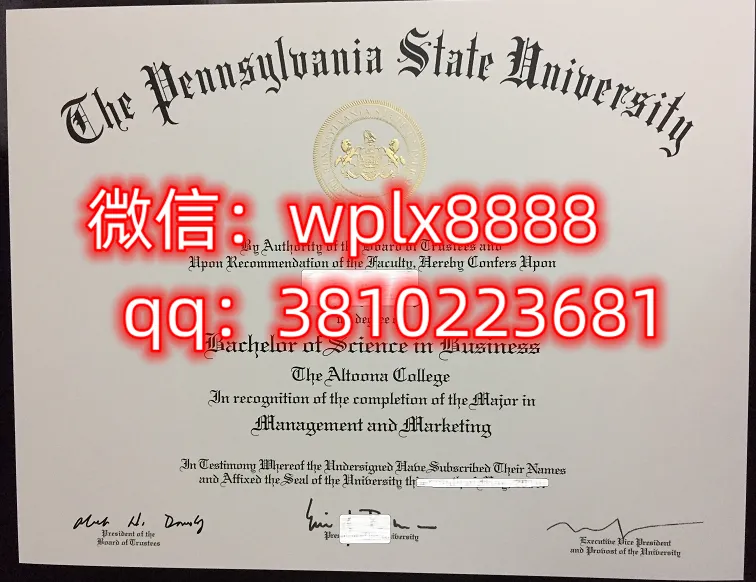 The Pennsylvania State University
微信：wplx8888
By Authority of the Board of Trustees and
Upon Recommendation of the Faculty, Hereby Confers Upon
qq：3810223681
Bachelor of Science in Business
The Altoona College
In recognition of the completion of the Major in
Management and Marketing
In Testimony Whereof the Undersigned Have Subscribed Their Names
and Affixed the Seal of the University
President of the
Board of Trustees
Executive Vice President
and Provost of the University